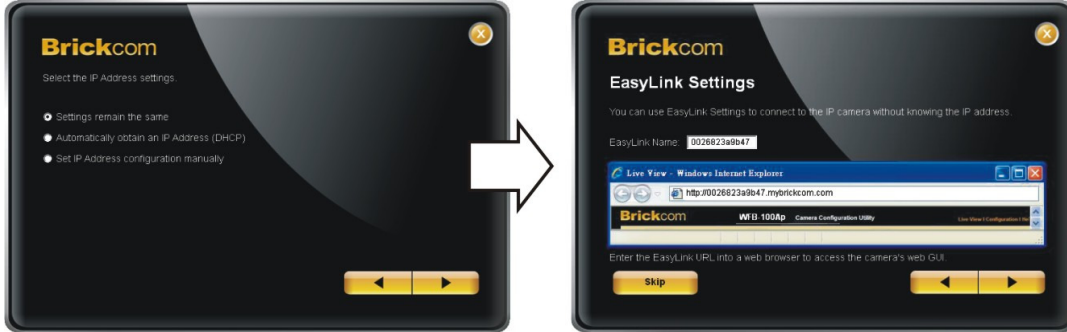 Brickcom
Select the IP Address settings.
Settings remain the same
Automatically obtain an IP Address (DHCP)
Set IP Address configuration manually
Brickcom
EasyLink Settings
You can use EasyLink Settings to connect to the IP camera without knowing the IP address.
EasyLink Name: 0026823a9b47
Live View - Windows Internet Explorer
http://0026823a9b47.mybrickcom.com
Brickcom WFB-100Ap Camera Configuration Utility Live View | Configuration |
Enter the EasyLink URL into a web browser to access the camera's web GUI.
Skip